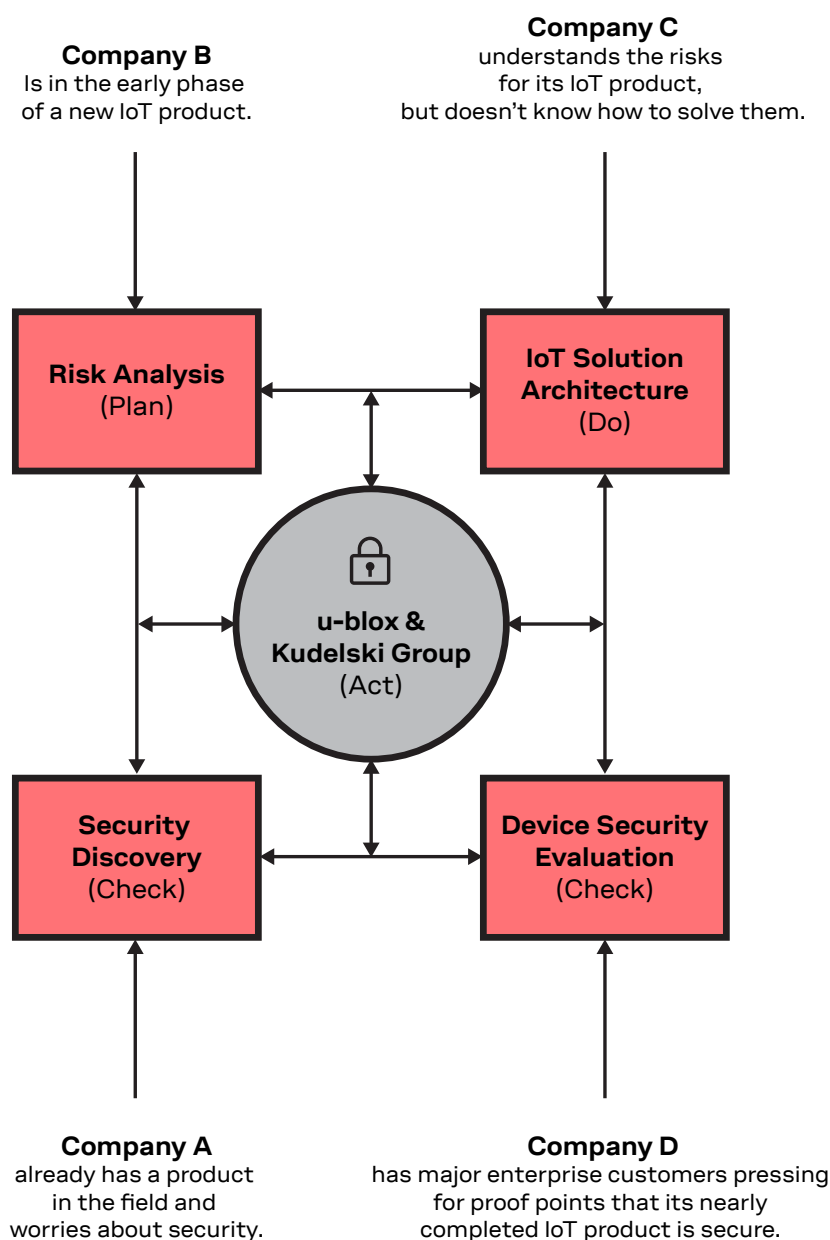 Company B
Is in the early phase
of a new IoT product.
Company C
understands the risks
for its IoT product,
but doesn’t know how to solve them.
Risk Analysis
(Plan)
IoT Solution
Architecture
(Do)
u-blox &
Kudelski Group
(Act)
Security
Discovery
(Check)
Device Security
Evaluation
(Check)
Company A
already has a product
in the field and
worries about security.
Company D
has major enterprise customers pressing
for proof points that its nearly
completed IoT product is secure.